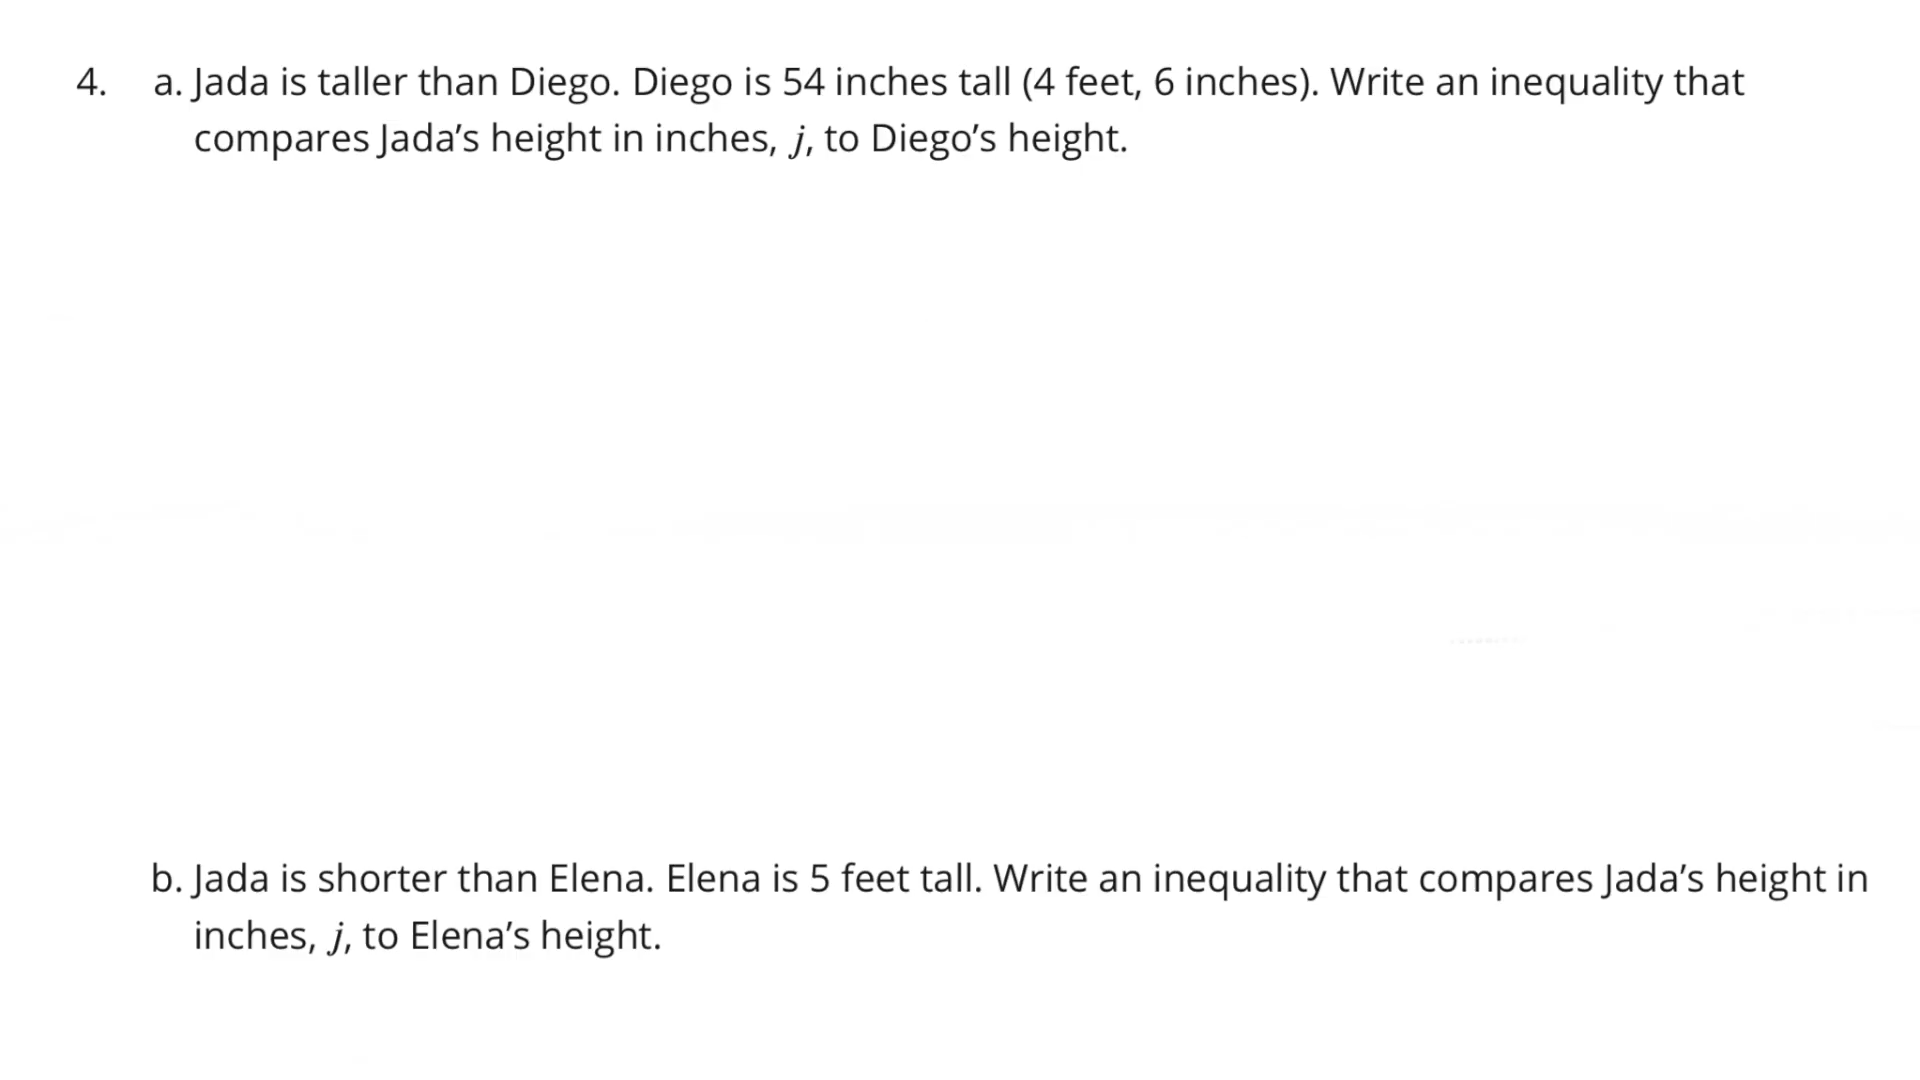 4. a. Jada is taller than Diego. Diego is 54 inches tall (4 feet, 6 inches). Write an inequality that
compares Jada’s height in inches, j, to Diego’s height.
b. Jada is shorter than Elena. Elena is 5 feet tall. Write an inequality that compares Jada’s height in
inches, j, to Elena’s height.